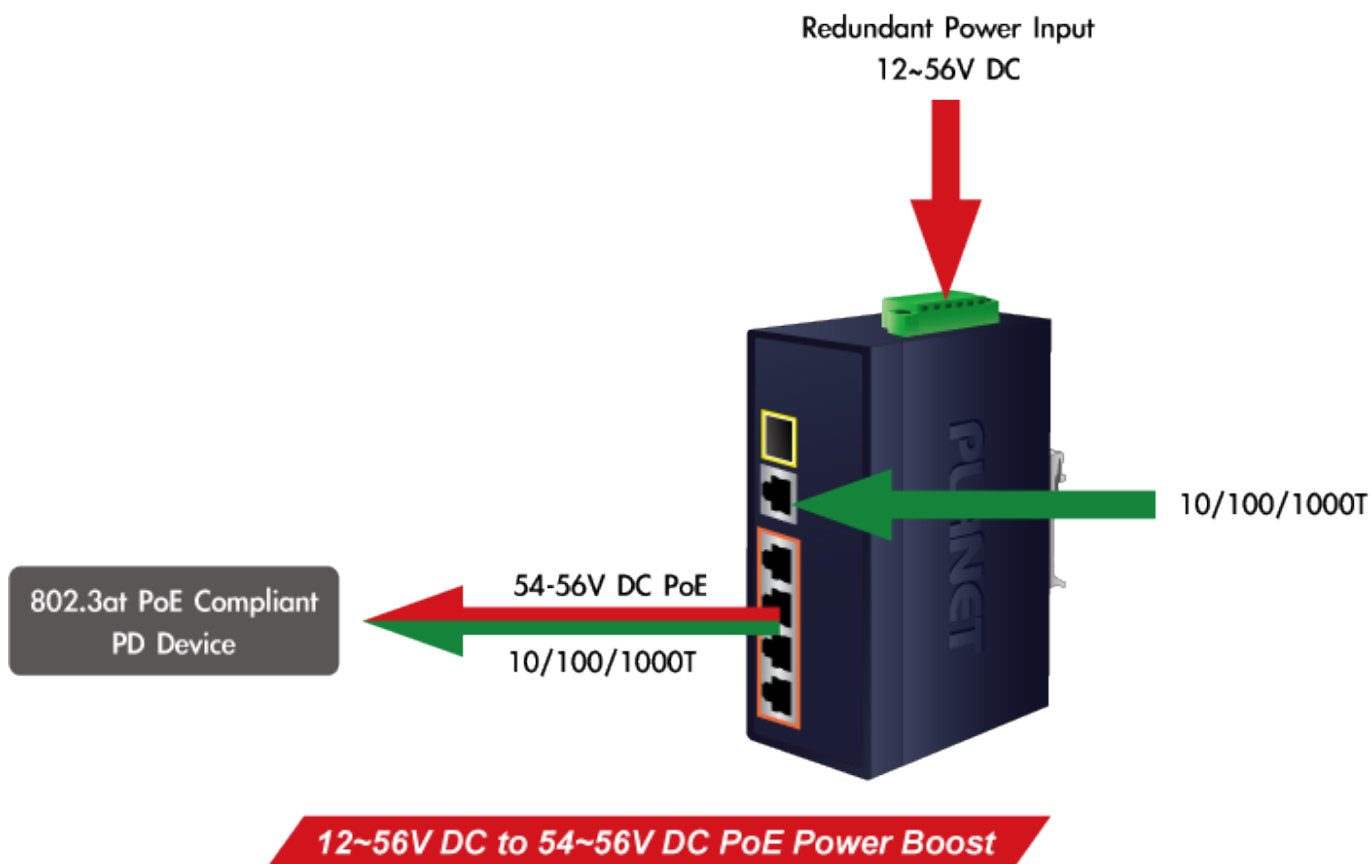 Redundant Power Input
12~56V DC
PLANET
10/100/1000T
54-56V DC PoE
10/100/1000T
802.3at PoE Compliant
PD Device
12~56V DC to 54~56V DC PoE Power Boost